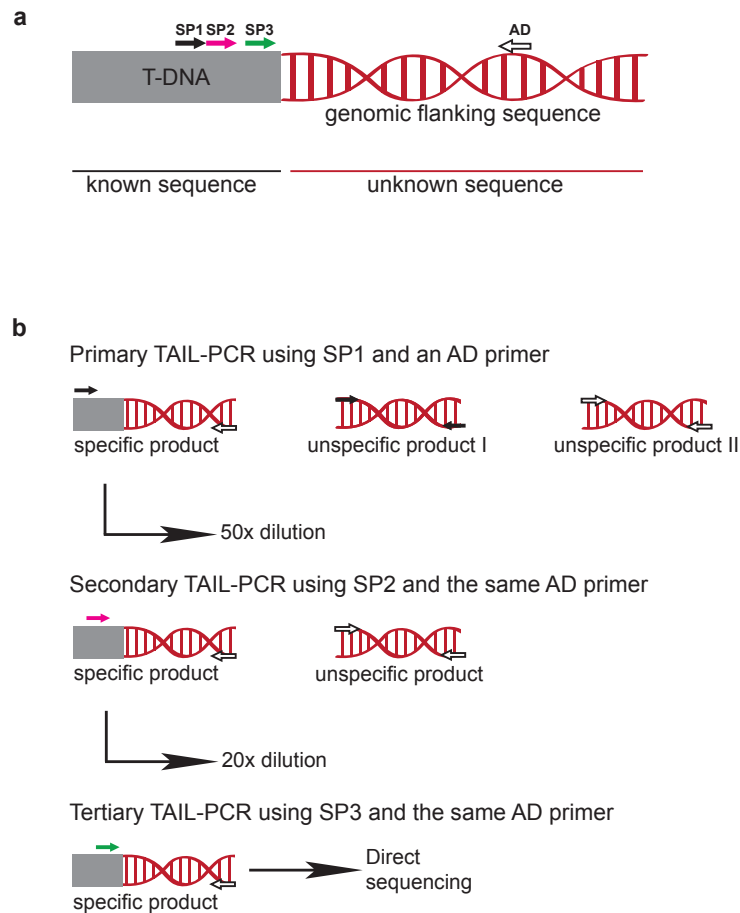 a
SP1 SP2 SP3
AD
T-DNA
genomic flanking sequence
known sequence
unknown sequence
b
Primary TAIL-PCR using SP1 and an AD primer
specific product
unspecific product I
unspecific product II
50x dilution
Secondary TAIL-PCR using SP2 and the same AD primer
specific product
unspecific product
20x dilution
Tertiary TAIL-PCR using SP3 and the same AD primer
specific product
Direct
sequencing